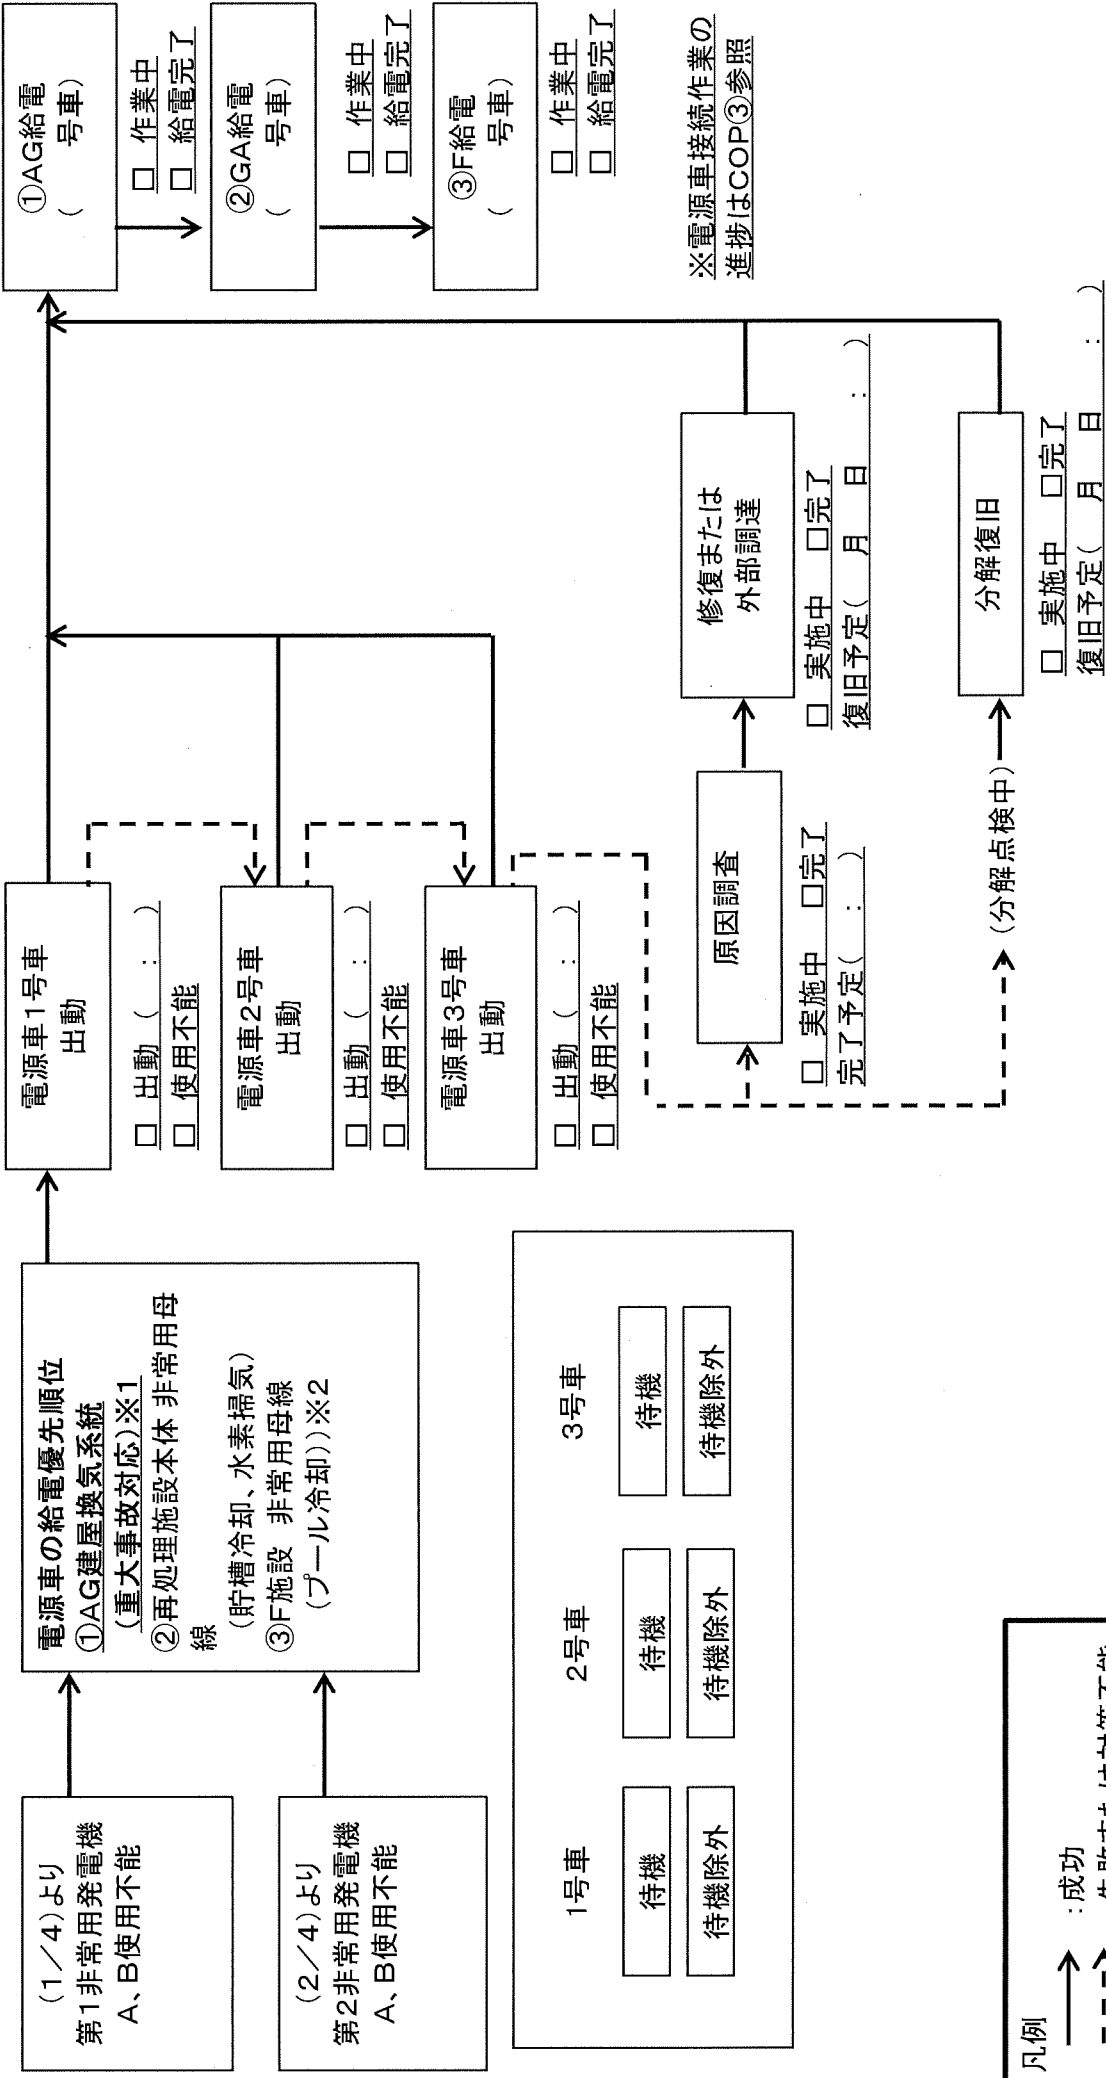 (1/4)より
第1非常用発電機
A、B使用不能
(2/4)より
第2非常用発電機
A、B使用不能
電源車の給電優先順位
①AG建屋換気系統
(重大事故対応)※1
②再処理施設本体 非常用母
線
(貯槽冷却、水素掃気)
③F施設 非常用母線
(プール冷却))※2
1号車
待機
待機除外
2号車
待機
待機除外
3号車
待機
待機除外
電源車1号車
出動
□ 出動( : )
□ 使用不能
電源車2号車
出動
□ 出動( : )
□ 使用不能
電源車3号車
出動
□ 出動( : )
□ 使用不能
原因調査
□ 実施中 □完了
完了予定( : )
(分解点検中)
修復または
外部調達
□ 実施中 □完了
復旧予定( 月 日 : )
分解復旧
□ 実施中 □完了
復旧予定( 月 日 : )
①AG給電
( 号車)
□ 作業中
□ 給電完了
②GA給電
( 号車)
□ 作業中
□ 給電完了
③F給電
( 号車)
□ 作業中
□ 給電完了
※電源車接続作業の
進捗はCOP③参照
凡例
:成功